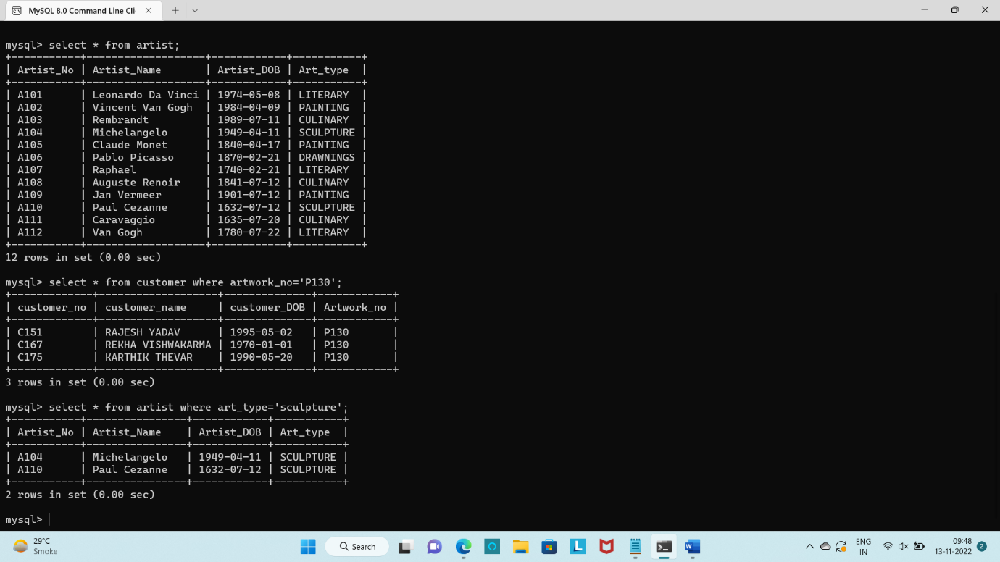 MySQL 8.0 Command Line Cli
mysql> select * from artist;
+-----------+-------------------+------------+-----------+
| Artist_No | Artist_Name       | Artist_DOB | Art_type  |
+-----------+-------------------+------------+-----------+
| A101      | Leonardo Da Vinci | 1974-05-08 | LITERARY  |
| A102      | Vincent Van Gogh  | 1984-04-09 | PAINTING  |
| A103      | Rembrandt         | 1989-07-11 | CULINARY  |
| A104      | Michelangelo      | 1949-04-11 | SCULPTURE |
| A105      | Claude Monet      | 1840-04-17 | PAINTING  |
| A106      | Pablo Picasso     | 1870-02-21 | DRAWNINGS |
| A107      | Raphael           | 1740-02-21 | LITERARY  |
| A108      | Auguste Renoir    | 1841-07-12 | CULINARY  |
| A109      | Jan Vermeer       | 1901-07-12 | PAINTING  |
| A110      | Paul Cezanne      | 1632-07-12 | SCULPTURE |
| A111      | Caravaggio        | 1635-07-20 | CULINARY  |
| A112      | Van Gogh          | 1780-07-22 | LITERARY  |
+-----------+-------------------+------------+-----------+
12 rows in set (0.00 sec)
mysql> select * from customer where artwork_no='P130';
+-------------+-------------------+--------------+------------+
| customer_no | customer_name     | customer_DOB | Artwork_no |
+-------------+-------------------+--------------+------------+
| C151        | RAJESH YADAV      | 1995-05-02   | P130       |
| C167        | REKHA VISHWAKARMA | 1970-01-01   | P130       |
| C175        | KARTHIK THEVAR    | 1990-05-20   | P130       |
+-------------+-------------------+--------------+------------+
3 rows in set (0.00 sec)
mysql> select * from artist where art_type='sculpture';
+-----------+----------------+------------+-----------+
| Artist_No | Artist_Name    | Artist_DOB | Art_type  |
+-----------+----------------+------------+-----------+
| A104      | Michelangelo   | 1949-04-11 | SCULPTURE |
| A110      | Paul Cezanne   | 1632-07-12 | SCULPTURE |
+-----------+----------------+------------+-----------+
2 rows in set (0.00 sec)
mysql>
29°C
Smoke
Search
ENG
IN
09:48
13-11-2022
2